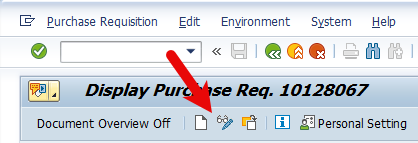 Purchase Requisition Edit Environment System Help
Display Purchase Req. 10128067
Document Overview Off Personal Setting